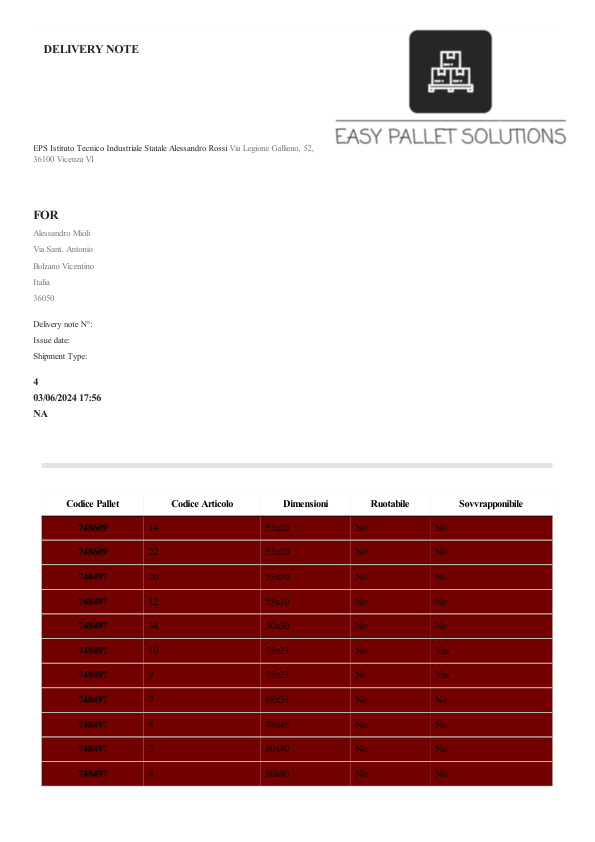 DELIVERY NOTE
EASY PALLET SOLUTIONS
EPS Istituto Tecnico Industriale Statale Alessandro Rossi Via Legione Gallieno, 52,
36100 Vicenza VI
FOR
Alessandro Mioli
Via Sant. Antonio
Bolzano Vicentino
Italia
36050
Delivery note N°:
Issue date:
Shipment Type:
4
03/06/2024 17:56
NA
Codice Pallet Codice Articolo Dimensioni Ruotabile Sovvrapponibile
748609 14 53x10 No No
748609 22 53x10 No No
748497 20 53x10 No No
748497 12 53x10 No No
748497 34 30x30 No No
748497 10 73x23 No Yes
748497 9 73x23 No Yes
748497 7 No No
748497 8 48x45 No No
748497 2 60x40 No No
748497 4 60x40 No No